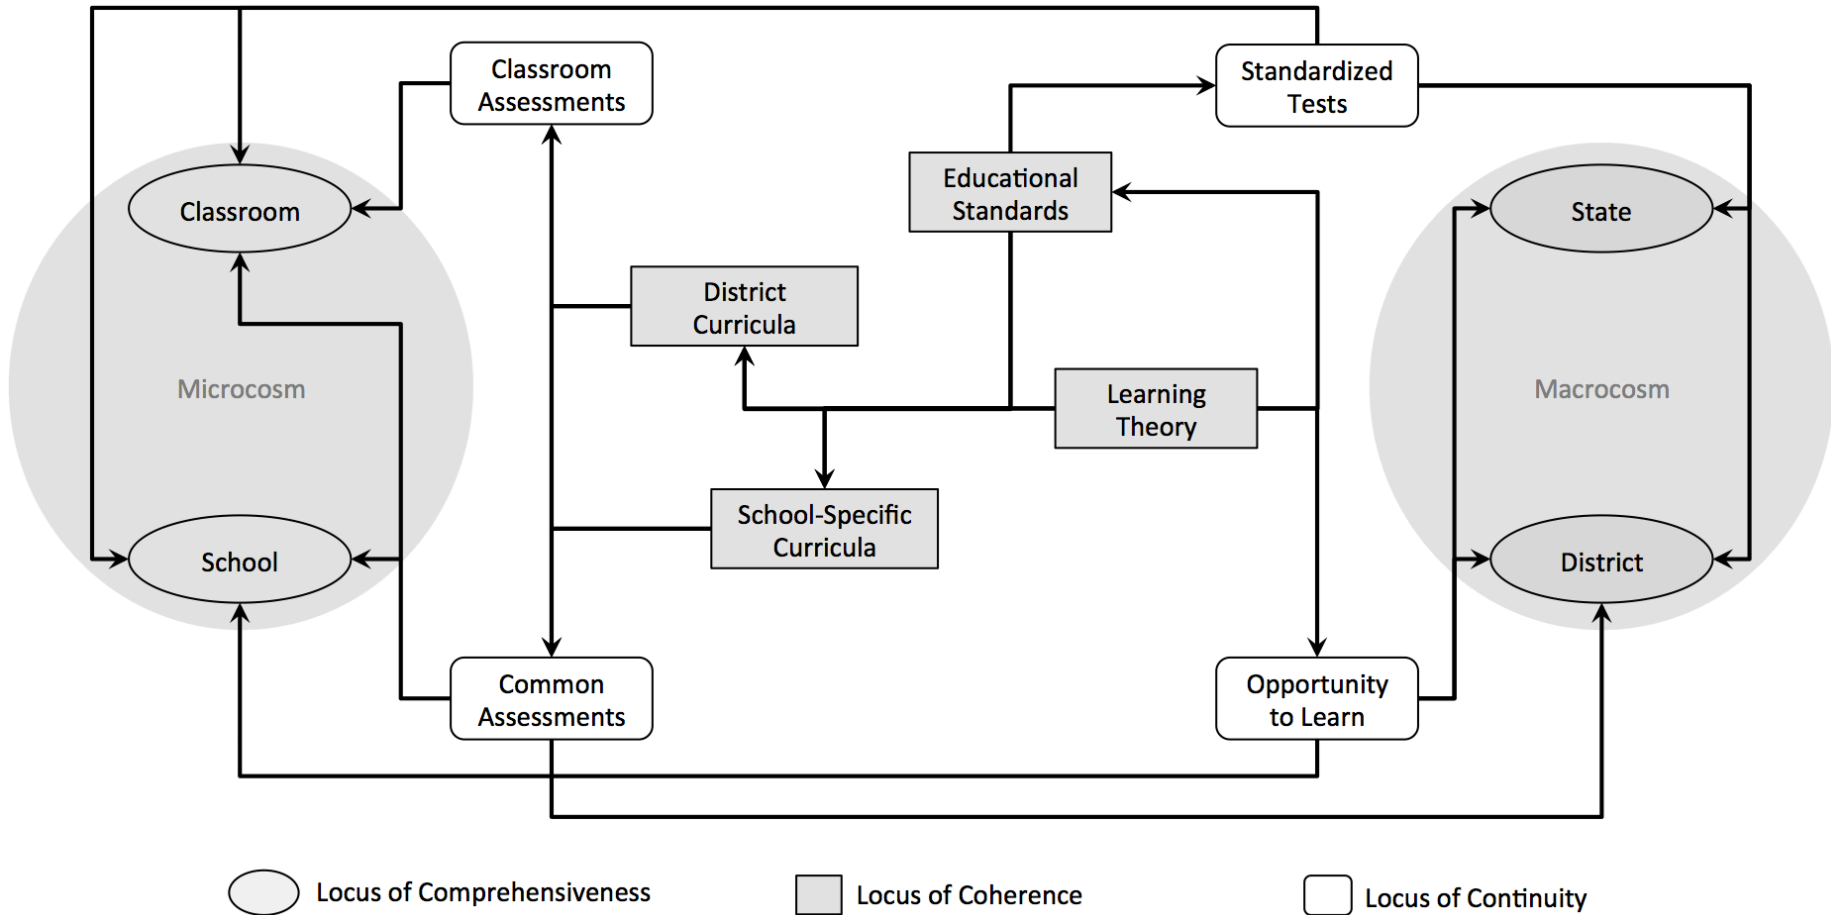 Classroom
Assessments
Standardized
Tests
Educational
Standards
Classroom
State
District
Curricula
Microcosm
Learning
Theory
Macrocosm
School-Specific
Curricula
School
District
Common
Assessments
Opportunity
to Learn
Locus of Comprehensiveness
Locus of Coherence
Locus of Continuity